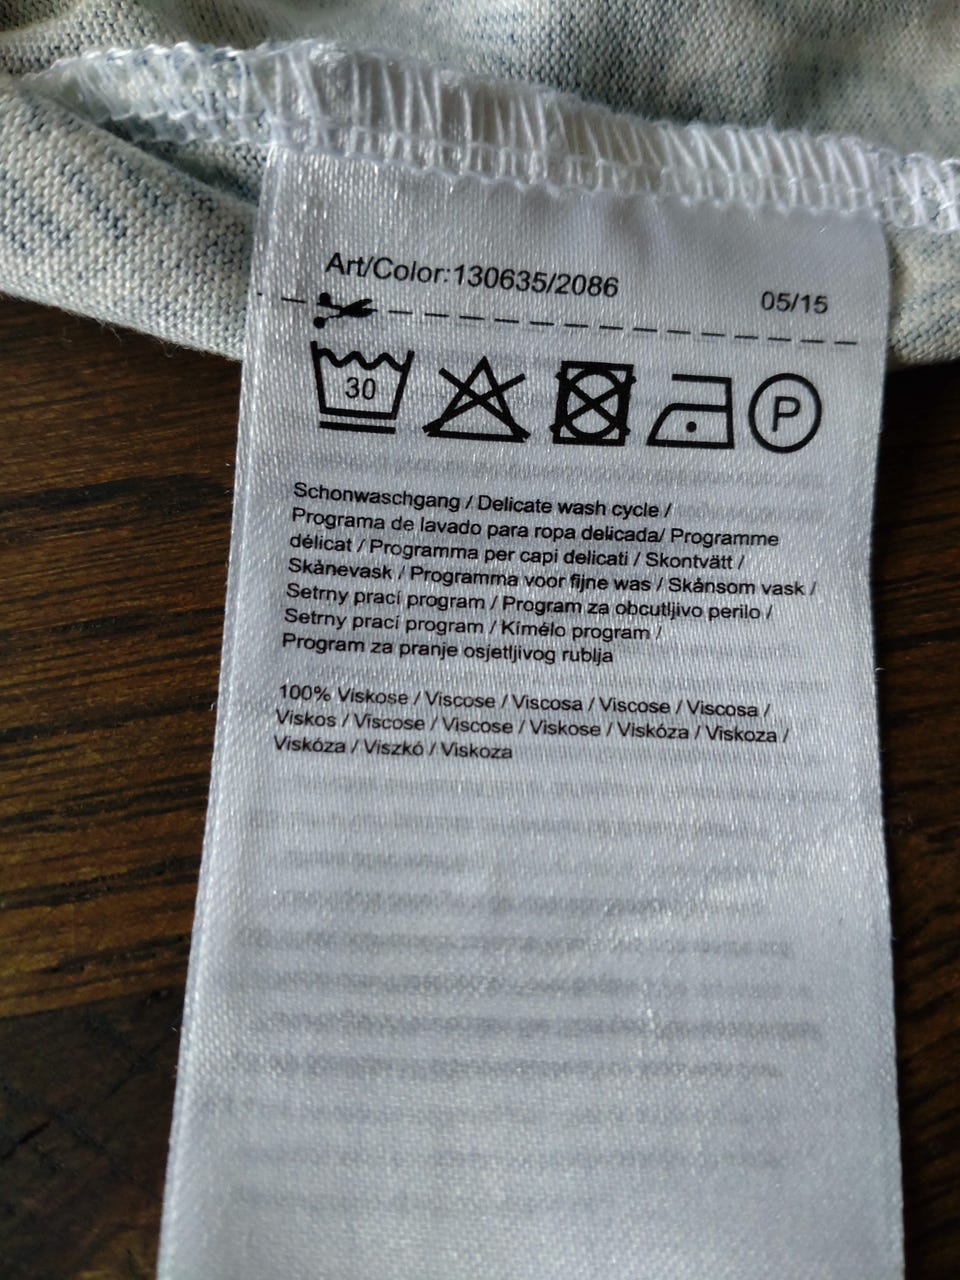 Art/Color:130635/2086
05/15
30
P
Schonwaschgang / Delicate wash cycle /
Programa de lavado para ropa delicada/ Programme
délicat / Programma per capi delicati / Skontvätt /
Skånevask / Programma voor fijne was / Skånsom vask /
Setrny prací program / Program za obcutljivo perilo /
Setrny prací program / Kímélo program /
Program za pranje osjetljivog rublja
100% Viskose / Viscose / Viscosa / Viscose / Viscosa /
Viskos / Viscose / Viscose / Viskose / Viskóza / Viskoza /
Viskóza / Viszkó / Viskoza